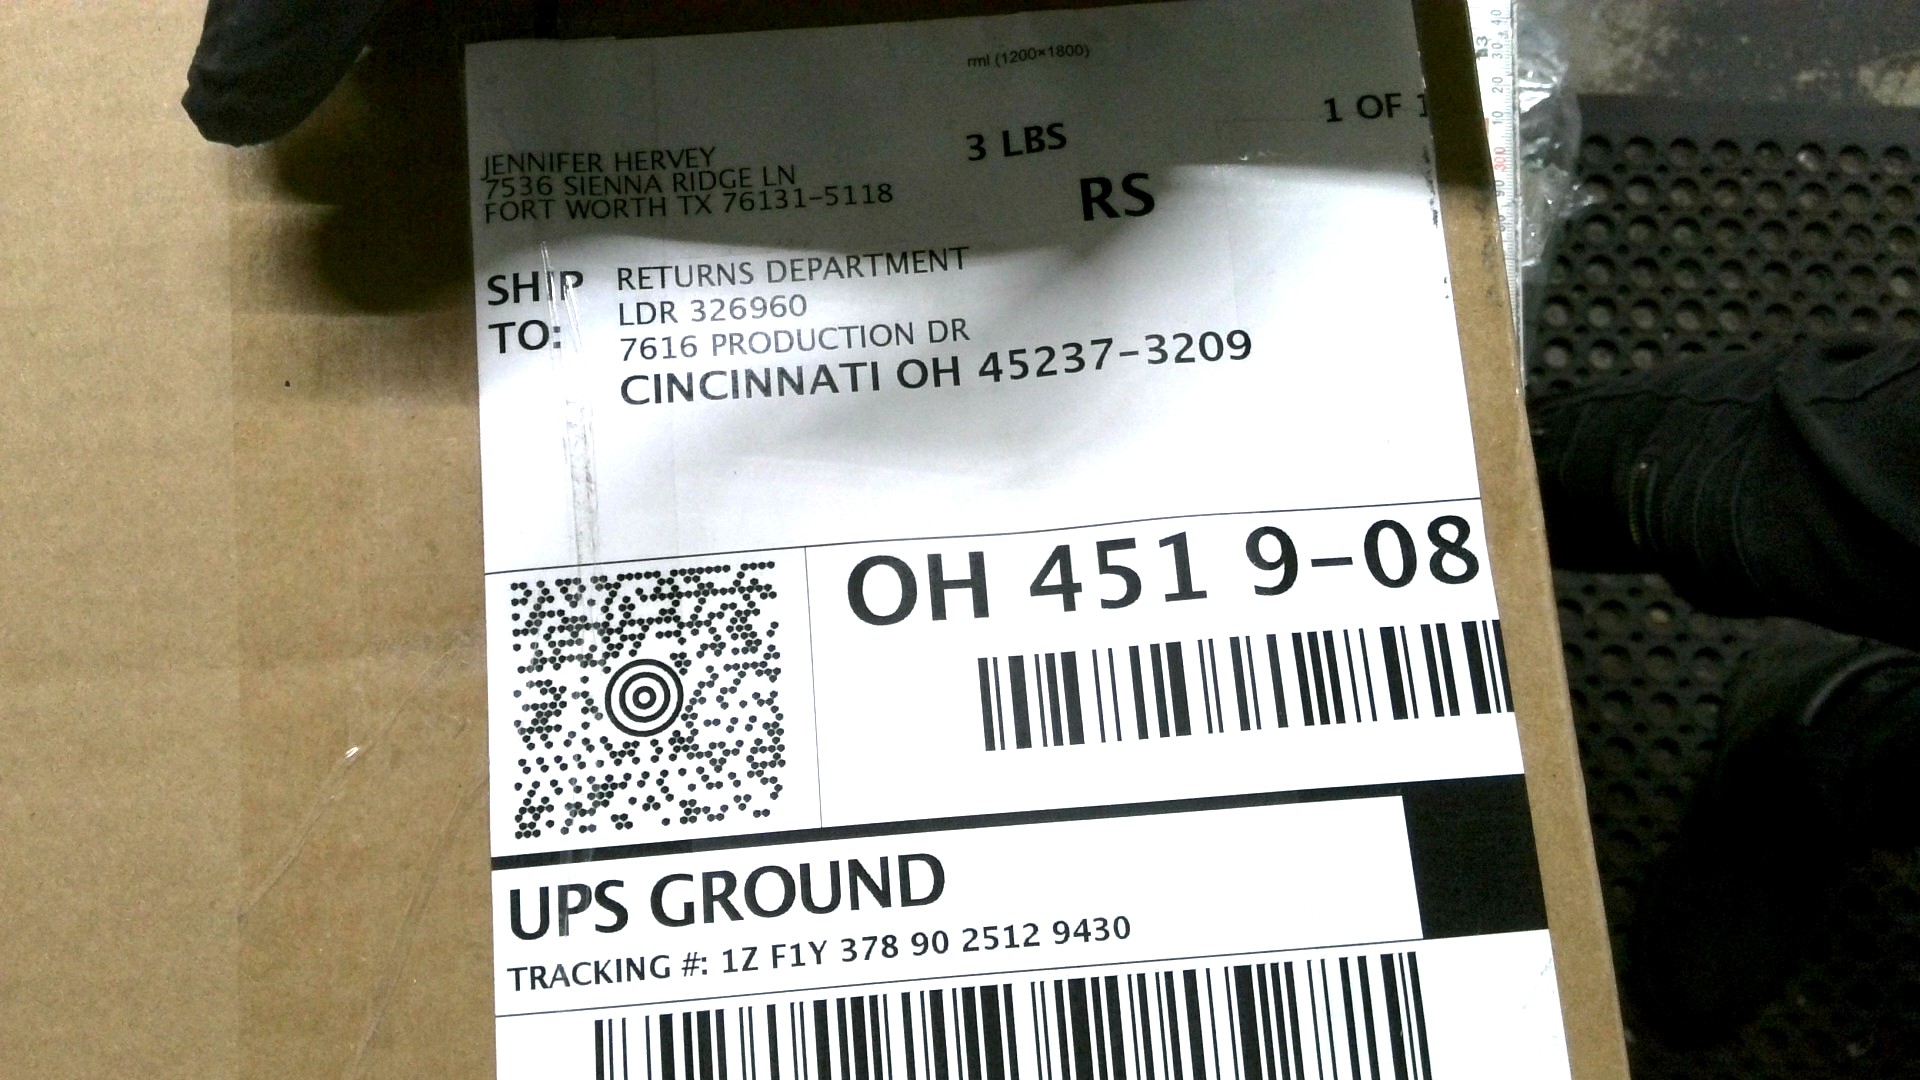 rml (1200×1800)
1 OF 1
3 LBS
RS
JENNIFER HERVEY
7536 SIENNA RIDGE LN
FORT WORTH TX 76131-5118
SHIP TO:
RETURNS DEPARTMENT
LDR 326960
7616 PRODUCTION DR
CINCINNATI OH 45237-3209
OH 451 9-08
UPS GROUND
TRACKING #: 1Z F1Y 378 90 2512 9430